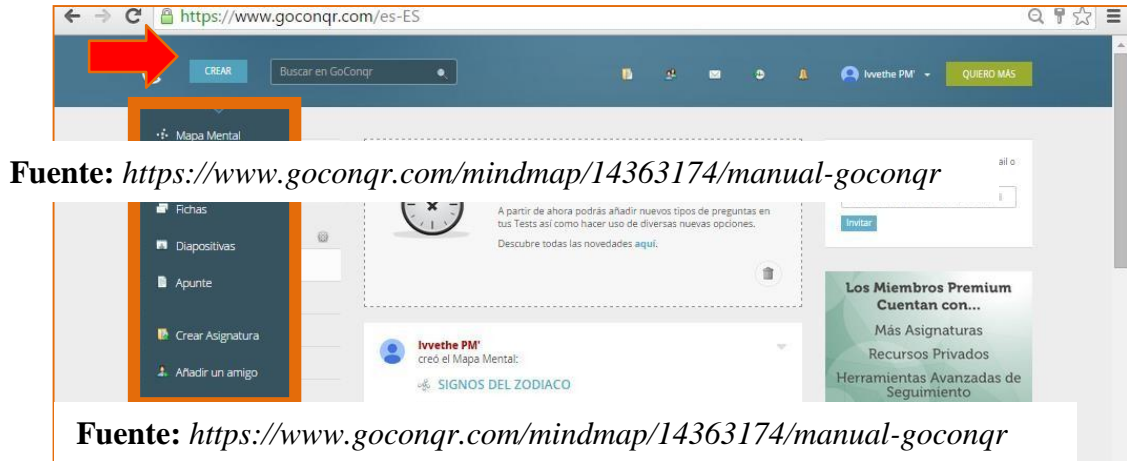 https://www.goconqr.com/es-ES
CREAR
Buscar en GoConqr
Ivvethe PM'
QUIERO MÁS
Mapa Mental
ail o
Fuente: https://www.goconqr.com/mindmap/14363174/manual-goconqr
Fichas
A partir de ahora podrás añadir nuevos tipos de preguntas en
tus Tests así como hacer uso de diversas nuevas opciones.
Invitar
Diapositivas
Descubre todas las novedades aquí.
Apunte
Los Miembros Premium
Cuentan con...
Más Asignaturas
Recursos Privados
Herramientas Avanzadas de
Seguimiento
Crear Asignatura
Ivvethe PM'
creó el Mapa Mental:
Añadir un amigo
SIGNOS DEL ZODIACO
Fuente: https://www.goconqr.com/mindmap/14363174/manual-goconqr